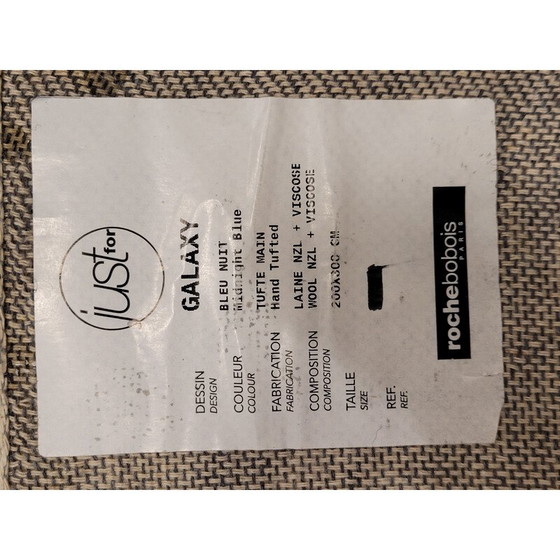 just for
DESSIN GALAXY
DESIGN
COULEUR BLEU NUIT
COLOUR Midnight Blue
FABRICATION TUFTE MAIN
FABRICATION Hand Tufted
COMPOSITION LAINE NZL + VISCOSE
COMPOSITION WOOL NZL + VISCOSE
TAILLE 200X300 CM
SIZE
REF.
REF.
rochebobois
PARIS